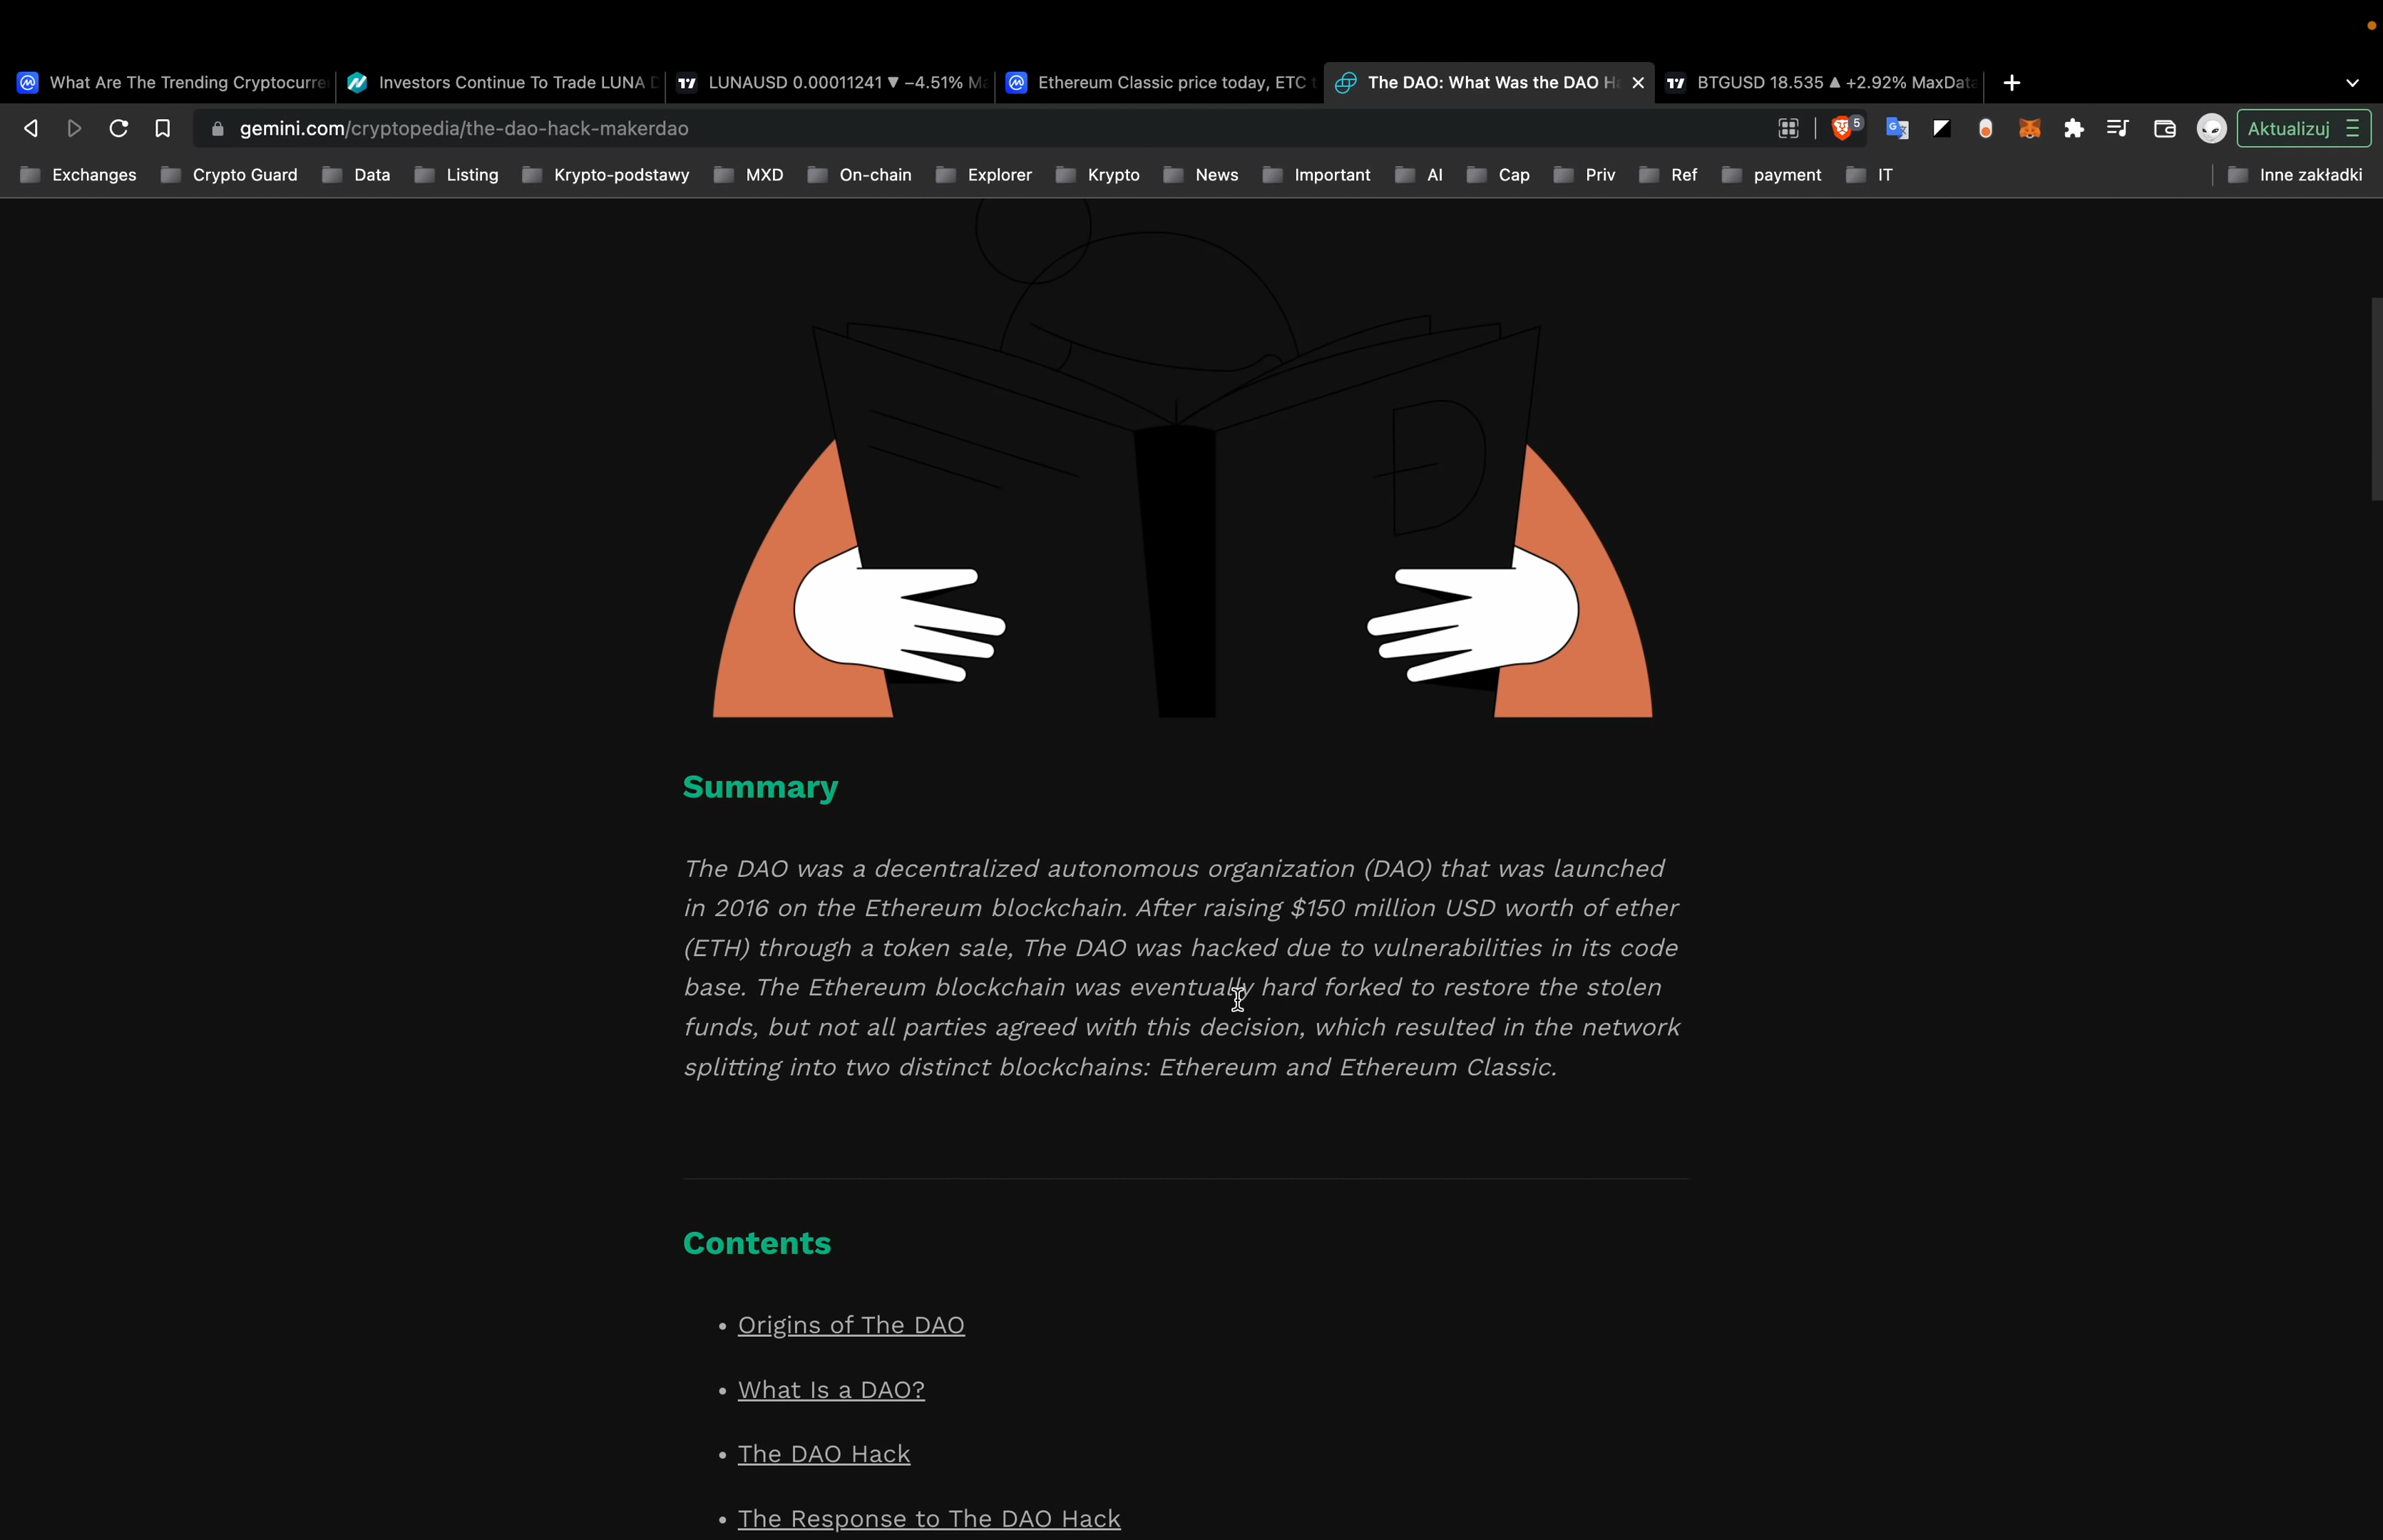 What Are The Trending Cryptocurre
Investors Continue To Trade LUNA D
LUNAUSD 0.00011241 ▼ −4.51% Ma
Ethereum Classic price today, ETC t
The DAO: What Was the DAO Ha
BTGUSD 18.535 ▲ +2.92% MaxData
gemini.com/cryptopedia/the-dao-hack-makerdao
5
Aktualizuj
Exchanges Crypto Guard Data Listing Krypto-podstawy MXD On-chain Explorer Krypto News Important AI Cap Priv Ref payment IT Inne zakładki
D
Summary
The DAO was a decentralized autonomous organization (DAO) that was launched
in 2016 on the Ethereum blockchain. After raising $150 million USD worth of ether
(ETH) through a token sale, The DAO was hacked due to vulnerabilities in its code
base. The Ethereum blockchain was eventually hard forked to restore the stolen
funds, but not all parties agreed with this decision, which resulted in the network
splitting into two distinct blockchains: Ethereum and Ethereum Classic.
Contents
• Origins of The DAO
• What Is a DAO?
• The DAO Hack
• The Response to The DAO Hack